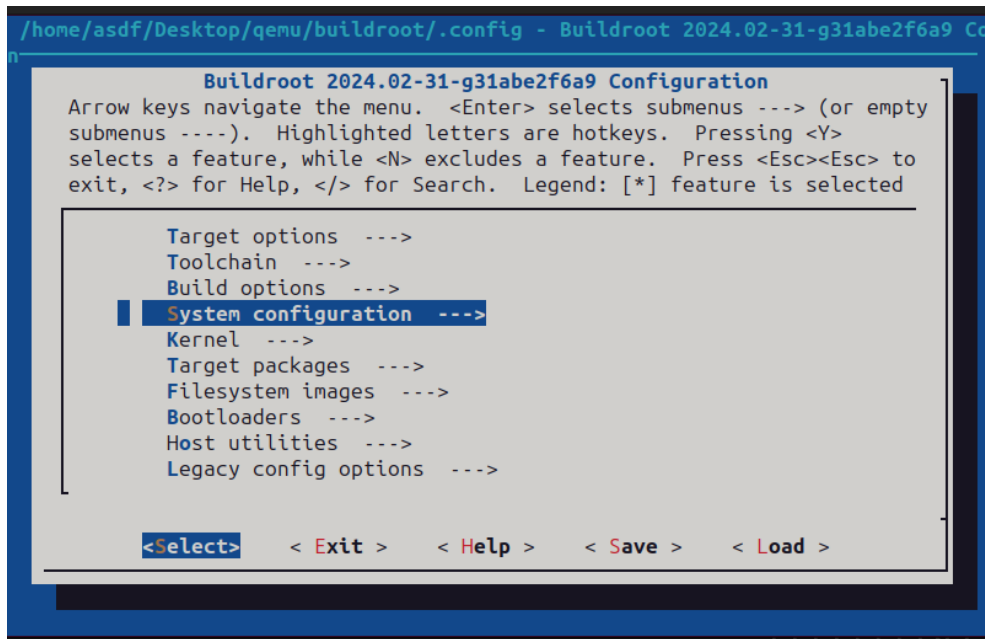 /home/asdf/Desktop/qemu/buildroot/.config - Buildroot 2024.02-31-g31abe2f6a9 Co
n
Buildroot 2024.02-31-g31abe2f6a9 Configuration
Arrow keys navigate the menu.  <Enter> selects submenus ---> (or empty
submenus ----).  Highlighted letters are hotkeys.  Pressing <Y>
selects a feature, while <N> excludes a feature.  Press <Esc><Esc> to
exit, <?> for Help, </> for Search.  Legend: [*] feature is selected
Target options  --->
Toolchain  --->
Build options  --->
System configuration  --->
Kernel  --->
Target packages  --->
Filesystem images  --->
Bootloaders  --->
Host utilities  --->
Legacy config options  --->
<Select>    < Exit >    < Help >    < Save >    < Load >